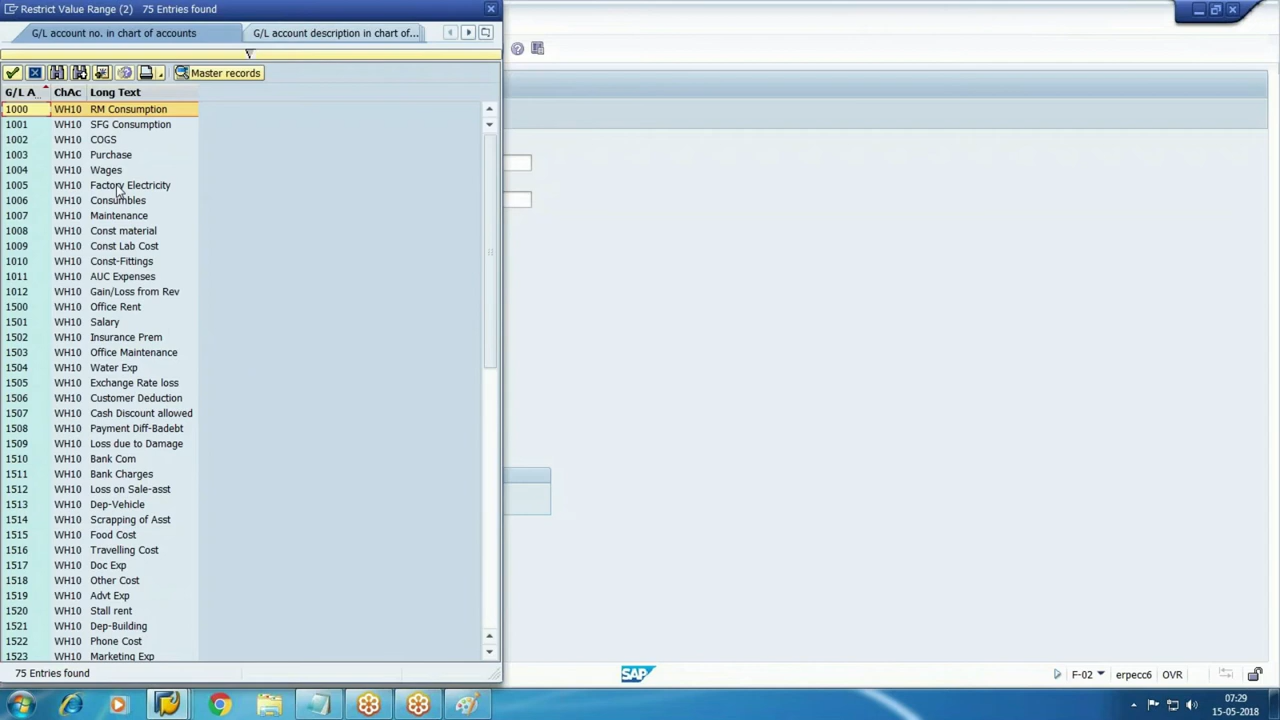 Restrict Value Range (2)   75 Entries found
G/L account no. in chart of accounts   G/L account description in chart of...
Master records
G/L A...   ChAc   Long Text
1000   WH10   RM Consumption
1001   WH10   SFG Consumption
1002   WH10   COGS
1003   WH10   Purchase
1004   WH10   Wages
1005   WH10   Factory Electricity
1006   WH10   Consumbles
1007   WH10   Maintenance
1008   WH10   Const material
1009   WH10   Const Lab Cost
1010   WH10   Const-Fittings
1011   WH10   AUC Expenses
1012   WH10   Gain/Loss from Rev
1500   WH10   Office Rent
1501   WH10   Salary
1502   WH10   Insurance Prem
1503   WH10   Office Maintenance
1504   WH10   Water Exp
1505   WH10   Exchange Rate loss
1506   WH10   Customer Deduction
1507   WH10   Cash Discount allowed
1508   WH10   Payment Diff-Badebt
1509   WH10   Loss due to Damage
1510   WH10   Bank Com
1511   WH10   Bank Charges
1512   WH10   Loss on Sale-asst
1513   WH10   Dep-Vehicle
1514   WH10   Scrapping of Asst
1515   WH10   Food Cost
1516   WH10   Travelling Cost
1517   WH10   Doc Exp
1518   WH10   Other Cost
1519   WH10   Advt Exp
1520   WH10   Stall rent
1521   WH10   Dep-Building
1522   WH10   Phone Cost
1523   WH10   Marketing Exp
75 Entries found
SAP   F-02   erpecc6   OVR
07:29
15-05-2018